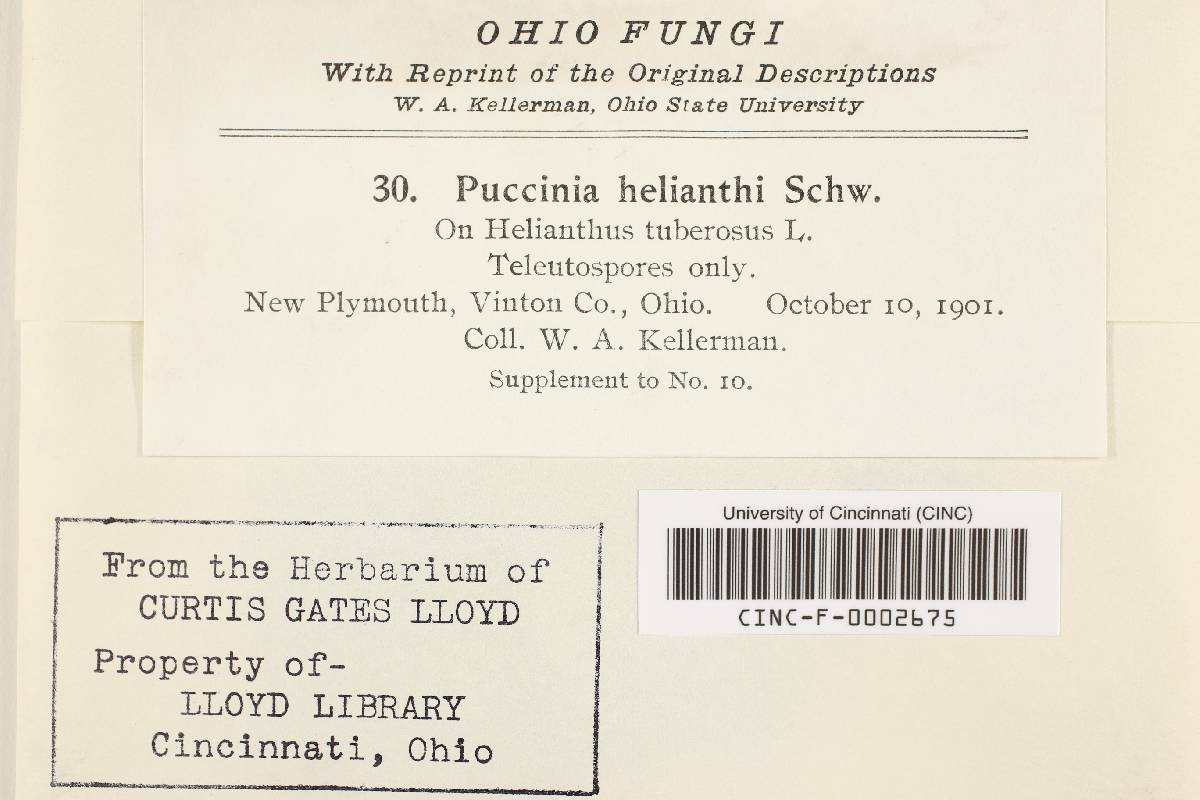 OHIO FUNGI
With Reprint of the Original Descriptions
W. A. Kellerman, Ohio State University
30. Puccinia helianthi Schw.
On Helianthus tuberosus L.
Teleutospores only.
New Plymouth, Vinton Co., Ohio. October 10, 1901.
Coll. W. A. Kellerman.
Supplement to No. 10.
University of Cincinnati (CINC)
CINC-F-0002675
From the Herbarium of
CURTIS GATES LLOYD
Property of-
LLOYD LIBRARY
Cincinnati, Ohio